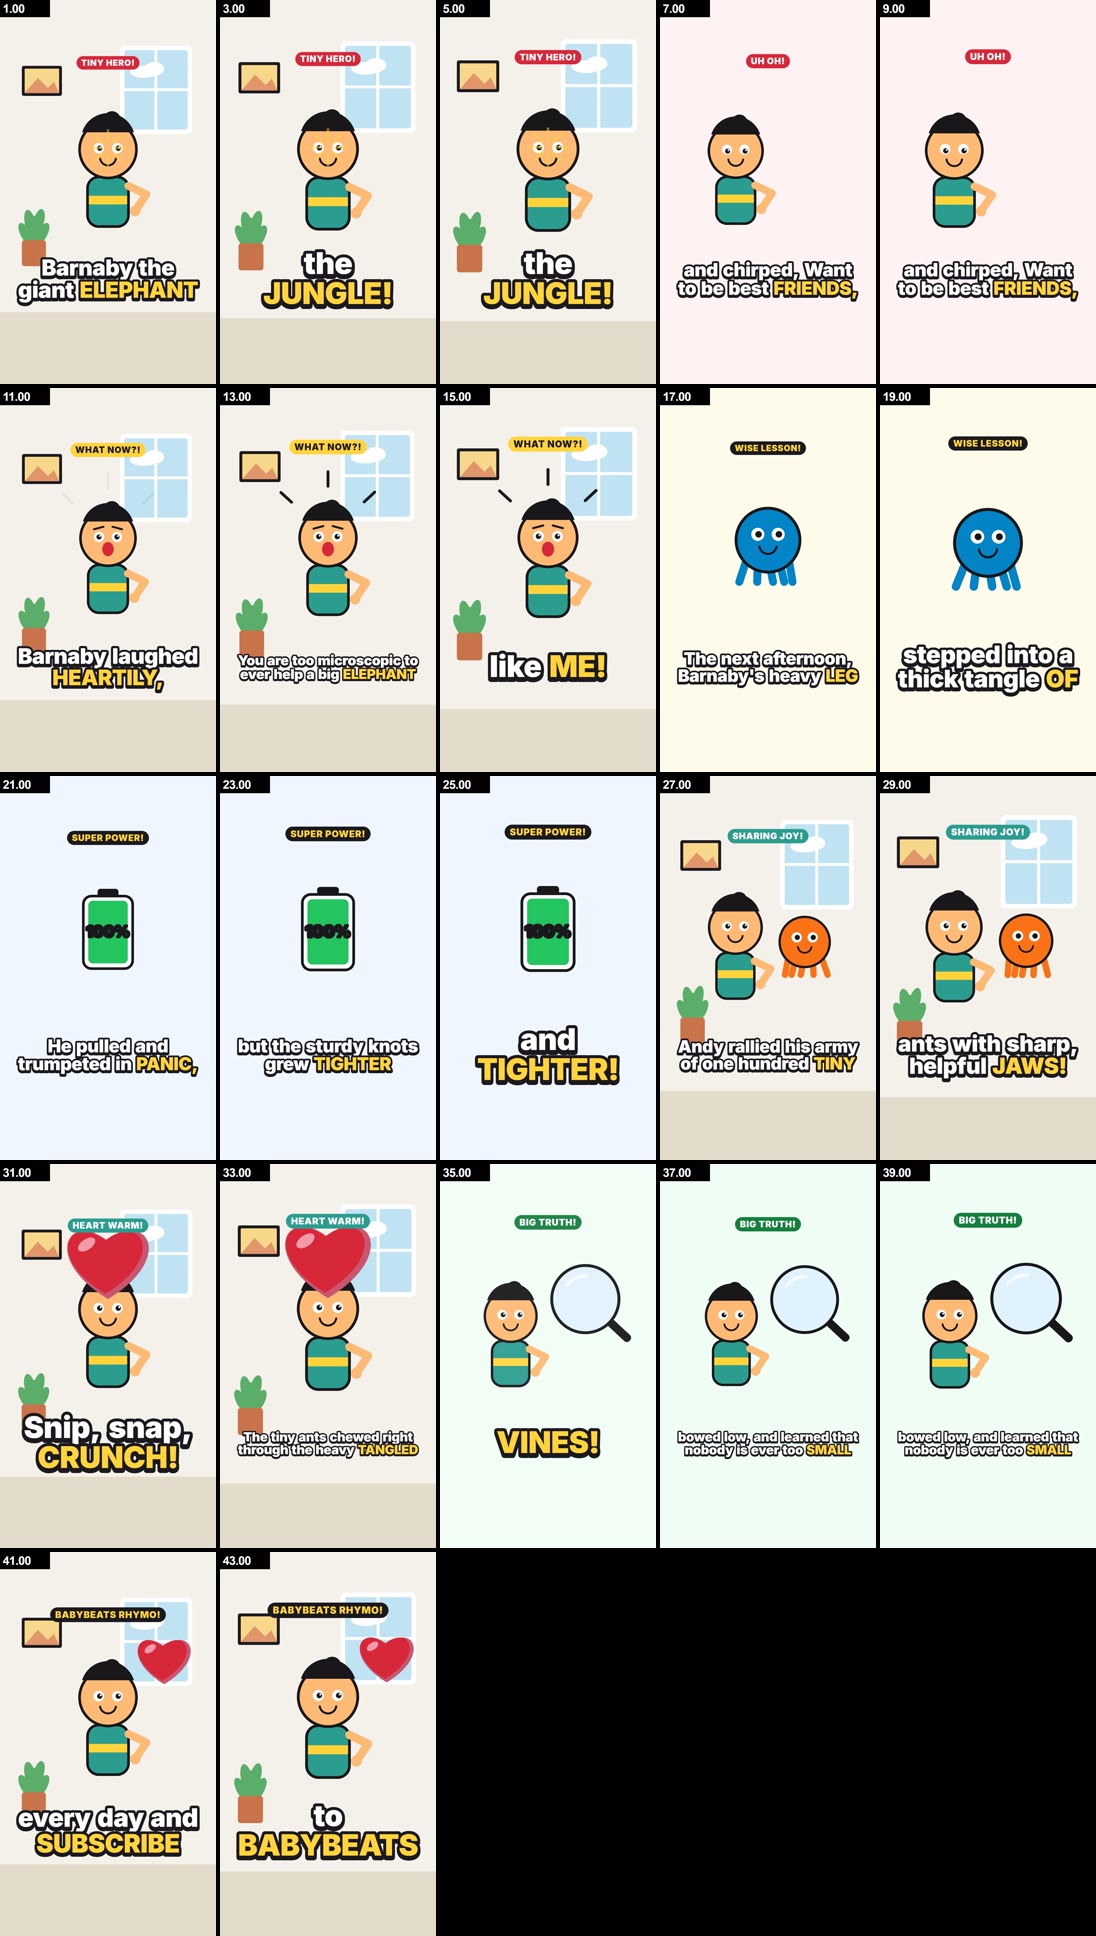 1.00
TINY HERO!
Barnaby the
giant ELEPHANT
3.00
TINY HERO!
the
JUNGLE!
5.00
TINY HERO!
the
JUNGLE!
7.00
UH OH!
and chirped, Want
to be best FRIENDS,
9.00
UH OH!
and chirped, Want
to be best FRIENDS,
11.00
WHAT NOW?!
Barnaby laughed
HEARTILY,
13.00
WHAT NOW?!
You are too microscopic to
ever help a big ELEPHANT
15.00
WHAT NOW?!
like ME!
17.00
WISE LESSON!
The next afternoon,
Barnaby's heavy LEG
19.00
WISE LESSON!
stepped into a
thick tangle OF
21.00
SUPER POWER!
100%
He pulled and
trumpeted in PANIC,
23.00
SUPER POWER!
100%
but the sturdy knots
grew TIGHTER
25.00
SUPER POWER!
100%
and
TIGHTER!
27.00
SHARING JOY!
Andy rallied his army
of one hundred TINY
29.00
SHARING JOY!
ants with sharp,
helpful JAWS!
31.00
HEART WARM!
Snip, snap,
CRUNCH!
33.00
HEART WARM!
The tiny ants chewed right
through the heavy TANGLED
35.00
BIG TRUTH!
VINES!
37.00
BIG TRUTH!
bowed low, and learned that
nobody is ever too SMALL
39.00
BIG TRUTH!
bowed low, and learned that
nobody is ever too SMALL
41.00
BABYBEATS RHYMO!
every day and
SUBSCRIBE
43.00
BABYBEATS RHYMO!
to
BABYBEATS